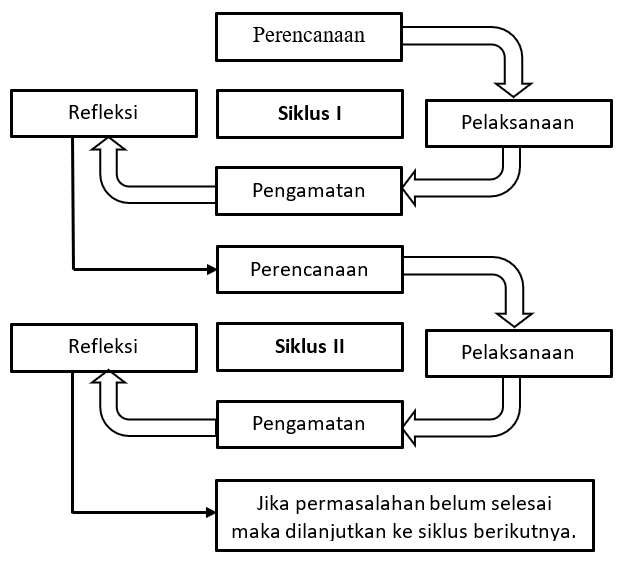 Perencanaan
Refleksi
Siklus I
Pelaksanaan
Pengamatan
Perencanaan
Refleksi
Siklus II
Pelaksanaan
Pengamatan
Jika permasalahan belum selesai
maka dilanjutkan ke siklus berikutnya.